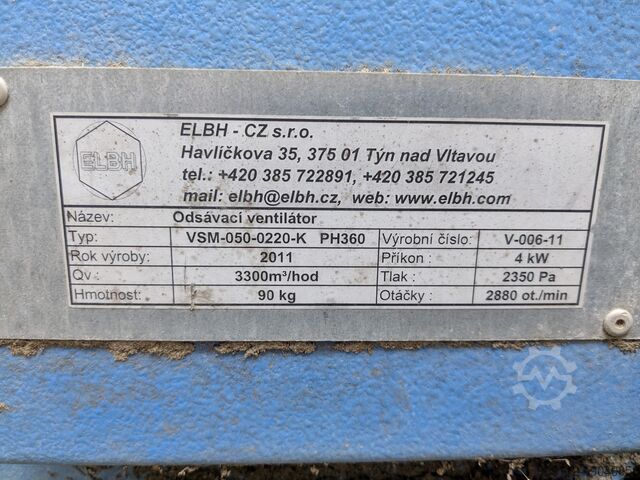 ELBH
ELBH - CZ s.r.o.
Havlíčkova 35, 375 01 Týn nad Vltavou
tel.: +420 385 722891, +420 385 721245
mail: elbh@elbh.cz, web: www.elbh.com
Název: Odsávací ventilátor
Typ: VSM-050-0220-K PH360 Výrobní číslo: V-006-11
Rok výroby: 2011 Příkon : 4 kW
Qv : 3300m³/hod Tlak : 2350 Pa
Hmotnost: 90 kg Otáčky : 2880 ot./min